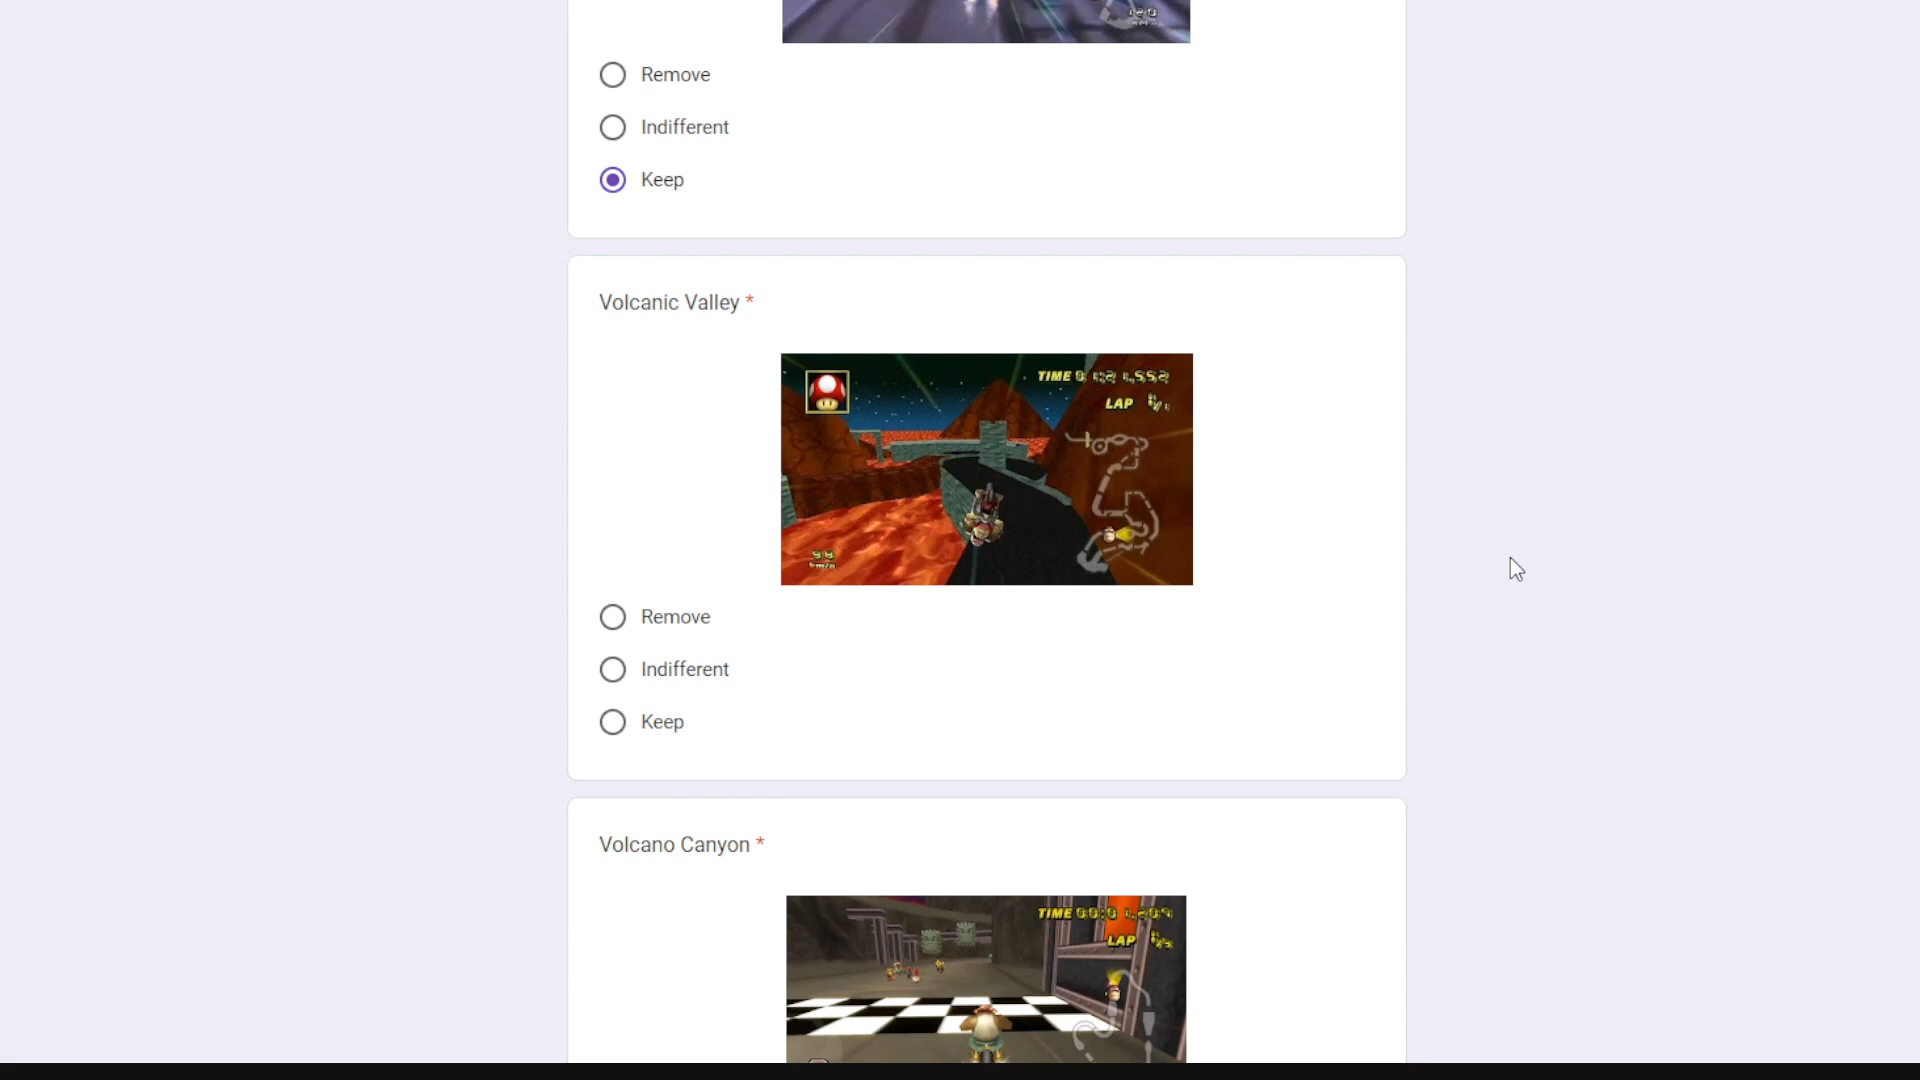 Remove
Indifferent
Keep
Volcanic Valley *
TIME
LAP
Remove
Indifferent
Keep
Volcano Canyon *
TIME
LAP